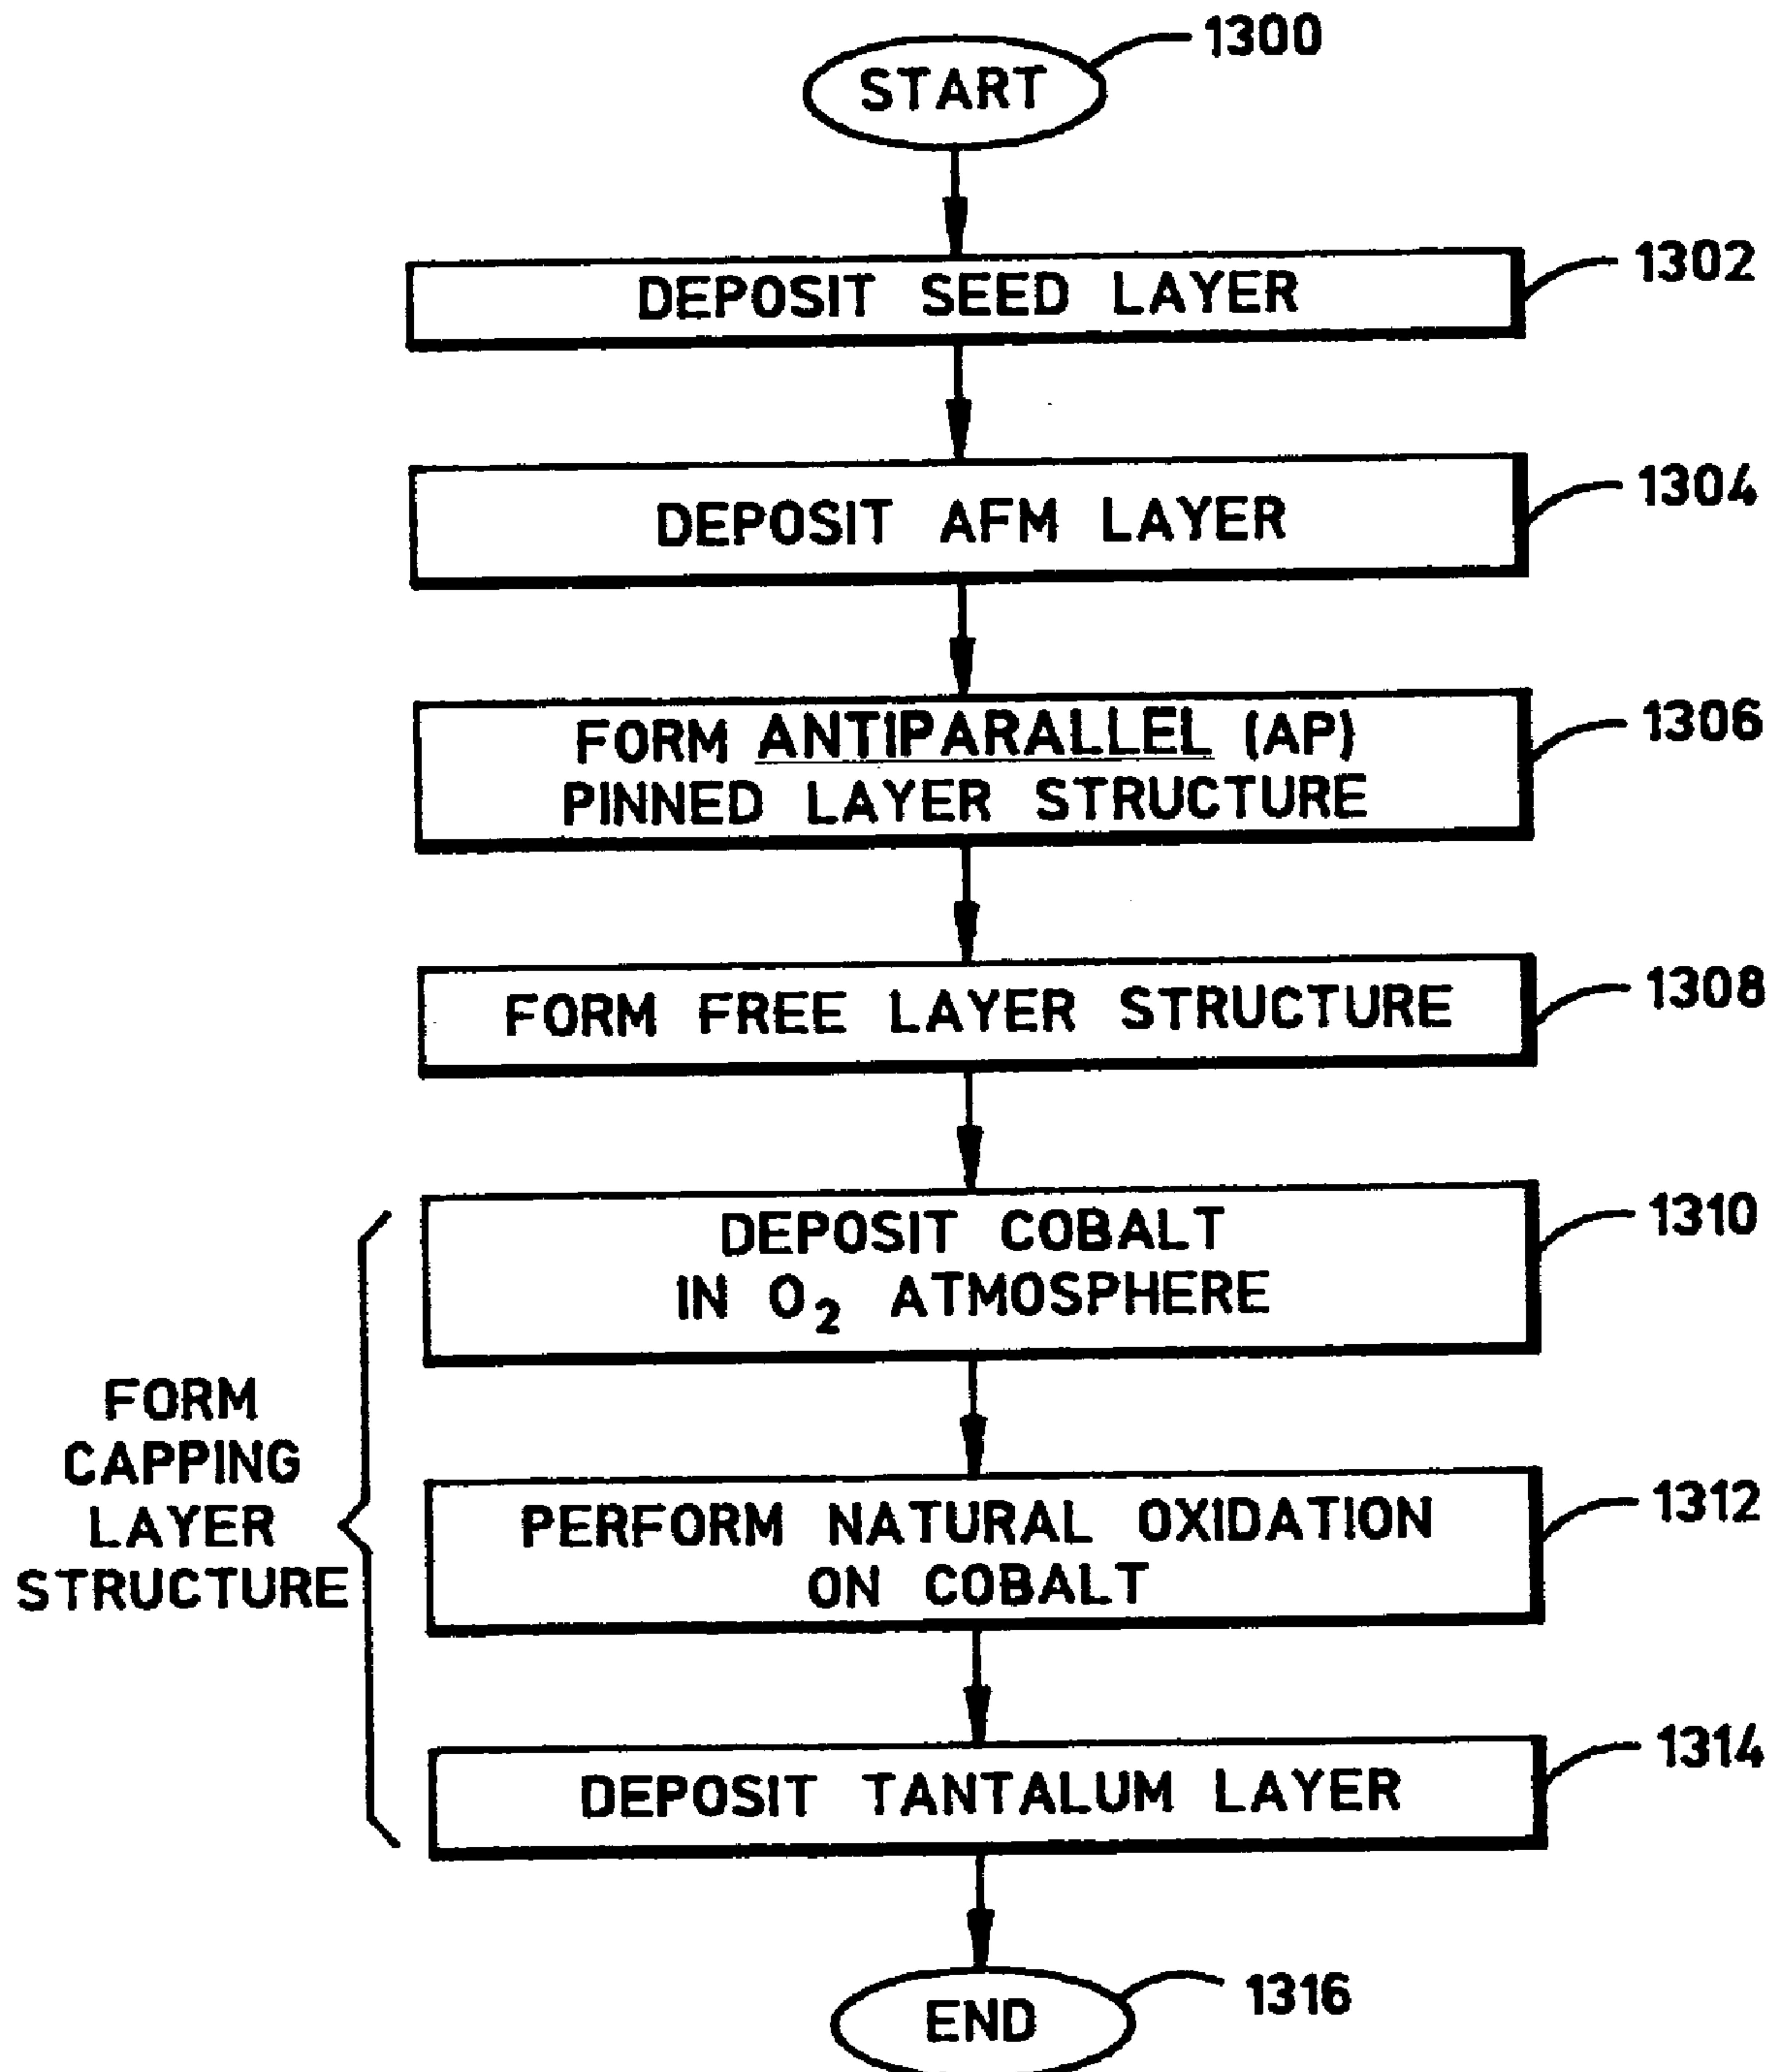 1300
START
DEPOSIT SEED LAYER
1302
DEPOSIT AFM LAYER
1304
FORM ANTIPARALLEL (AP)
PINNED LAYER STRUCTURE
1306
FORM FREE LAYER STRUCTURE
1308
FORM
CAPPING
LAYER
STRUCTURE
DEPOSIT COBALT
IN O₂ ATMOSPHERE
1310
PERFORM NATURAL OXIDATION
ON COBALT
1312
DEPOSIT TANTALUM LAYER
1314
END
1316